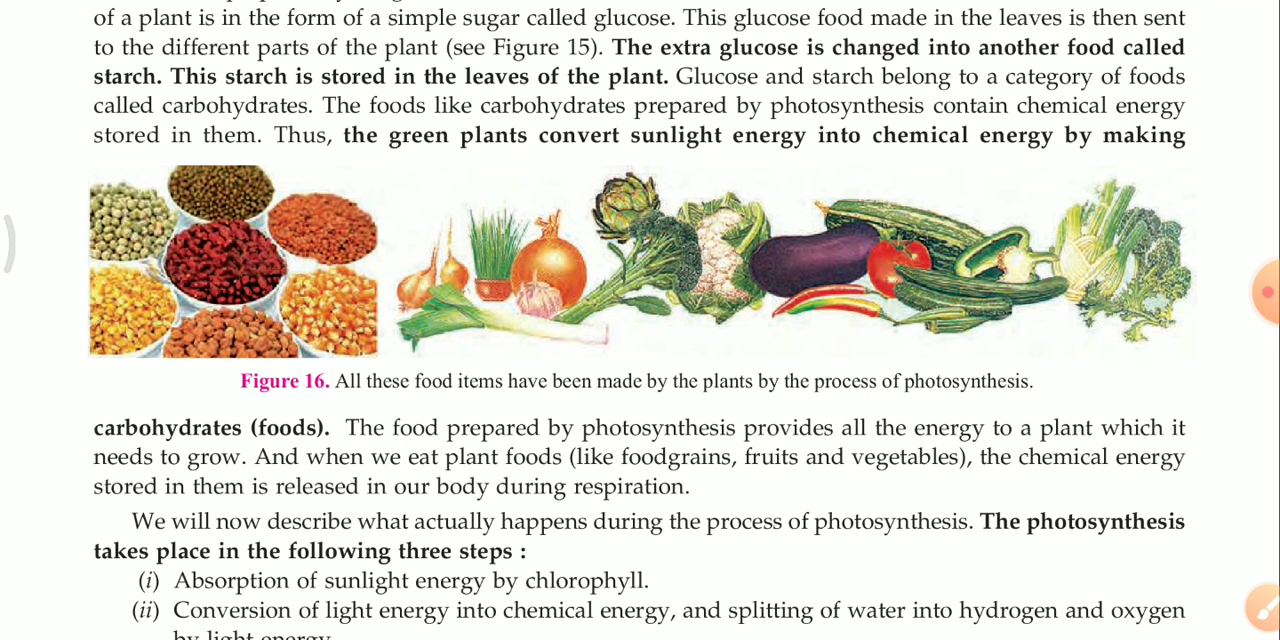 of a plant is in the form of a simple sugar called glucose. This glucose food made in the leaves is then sent
to the different parts of the plant (see Figure 15). The extra glucose is changed into another food called
starch. This starch is stored in the leaves of the plant. Glucose and starch belong to a category of foods
called carbohydrates. The foods like carbohydrates prepared by photosynthesis contain chemical energy
stored in them. Thus, the green plants convert sunlight energy into chemical energy by making
Figure 16. All these food items have been made by the plants by the process of photosynthesis.
carbohydrates (foods). The food prepared by photosynthesis provides all the energy to a plant which it
needs to grow. And when we eat plant foods (like foodgrains, fruits and vegetables), the chemical energy
stored in them is released in our body during respiration.
We will now describe what actually happens during the process of photosynthesis. The photosynthesis
takes place in the following three steps :
(i) Absorption of sunlight energy by chlorophyll.
(ii) Conversion of light energy into chemical energy, and splitting of water into hydrogen and oxygen
by light energy.